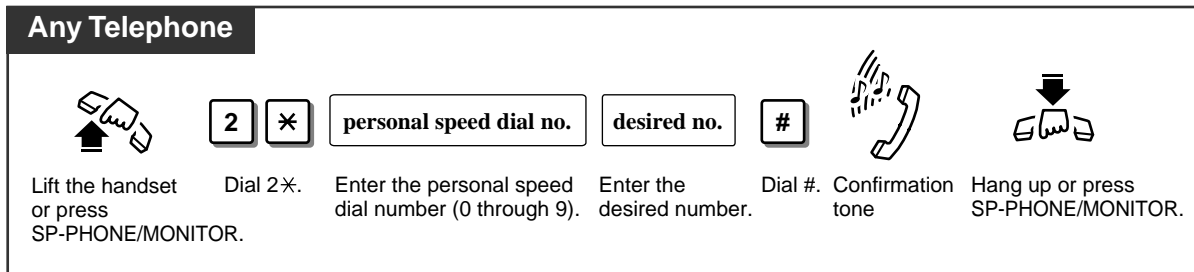 Any Telephone
2 ✳ personal speed dial no. desired no. #
Lift the handset
or press
SP-PHONE/MONITOR.
Dial 2✳.
Enter the personal speed
dial number (0 through 9).
Enter the
desired number.
Dial #.
Confirmation
tone
Hang up or press
SP-PHONE/MONITOR.